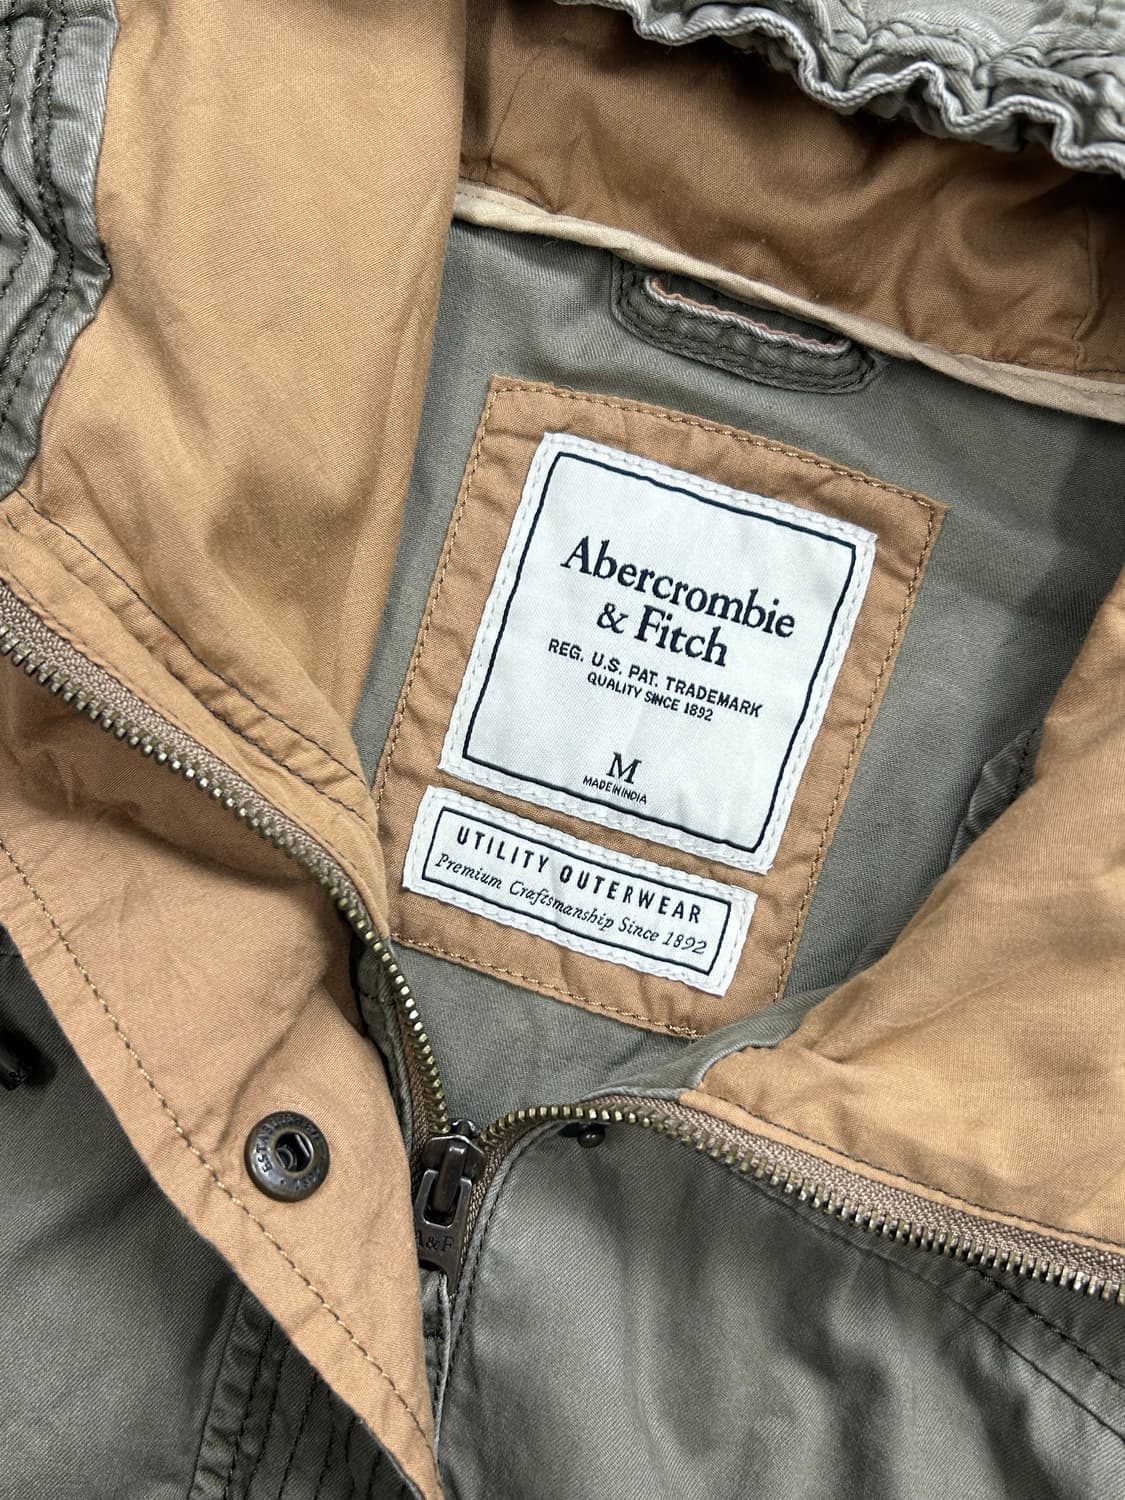 Abercrombie
& Fitch
REG. U.S. PAT. TRADEMARK
QUALITY SINCE 1892
M
MADE IN INDIA
UTILITY OUTERWEAR
Premium Craftsmanship Since 1892
A&F